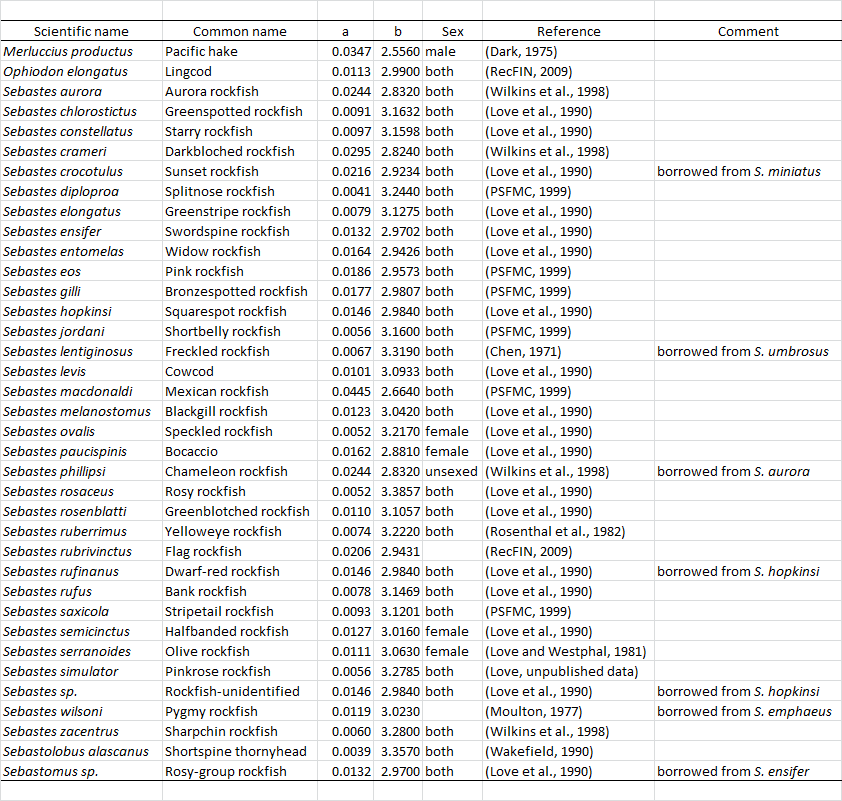 Scientific name Common name a b Sex Reference Comment
Merluccius productus Pacific hake 0.0347 2.5560 male (Dark, 1975)
Ophiodon elongatus Lingcod 0.0113 2.9900 both (RecFIN, 2009)
Sebastes aurora Aurora rockfish 0.0244 2.8320 both (Wilkins et al., 1998)
Sebastes chlorostictus Greenspotted rockfish 0.0091 3.1632 both (Love et al., 1990)
Sebastes constellatus Starry rockfish 0.0097 3.1598 both (Love et al., 1990)
Sebastes crameri Darkbloched rockfish 0.0295 2.8240 both (Wilkins et al., 1998)
Sebastes crocotulus Sunset rockfish 0.0216 2.9234 both (Love et al., 1990) borrowed from S. miniatus
Sebastes diploproa Splitnose rockfish 0.0041 3.2440 both (PSFMC, 1999)
Sebastes elongatus Greenstripe rockfish 0.0079 3.1275 both (Love et al., 1990)
Sebastes ensifer Swordspine rockfish 0.0132 2.9702 both (Love et al., 1990)
Sebastes entomelas Widow rockfish 0.0164 2.9426 both (Love et al., 1990)
Sebastes eos Pink rockfish 0.0186 2.9573 both (PSFMC, 1999)
Sebastes gilli Bronzespotted rockfish 0.0177 2.9807 both (PSFMC, 1999)
Sebastes hopkinsi Squarespot rockfish 0.0146 2.9840 both (Love et al., 1990)
Sebastes jordani Shortbelly rockfish 0.0056 3.1600 both (PSFMC, 1999)
Sebastes lentiginosus Freckled rockfish 0.0067 3.3190 both (Chen, 1971) borrowed from S. umbrosus
Sebastes levis Cowcod 0.0101 3.0933 both (Love et al., 1990)
Sebastes macdonaldi Mexican rockfish 0.0445 2.6640 both (PSFMC, 1999)
Sebastes melanostomus Blackgill rockfish 0.0123 3.0420 both (Love et al., 1990)
Sebastes ovalis Speckled rockfish 0.0052 3.2170 female (Love et al., 1990)
Sebastes paucispinis Bocaccio 0.0162 2.8810 female (Love et al., 1990)
Sebastes phillipsi Chameleon rockfish 0.0244 2.8320 unsexed (Wilkins et al., 1998) borrowed from S. aurora
Sebastes rosaceus Rosy rockfish 0.0052 3.3857 both (Love et al., 1990)
Sebastes rosenblatti Greenblotched rockfish 0.0110 3.1057 both (Love et al., 1990)
Sebastes ruberrimus Yelloweye rockfish 0.0074 3.2220 both (Rosenthal et al., 1982)
Sebastes rubrivinctus Flag rockfish 0.0206 2.9431 (RecFIN, 2009)
Sebastes rufinanus Dwarf-red rockfish 0.0146 2.9840 both (Love et al., 1990) borrowed from S. hopkinsi
Sebastes rufus Bank rockfish 0.0078 3.1469 both (Love et al., 1990)
Sebastes saxicola Stripetail rockfish 0.0093 3.1201 both (PSFMC, 1999)
Sebastes semicinctus Halfbanded rockfish 0.0127 3.0160 female (Love et al., 1990)
Sebastes serranoides Olive rockfish 0.0111 3.0630 female (Love and Westphal, 1981)
Sebastes simulator Pinkrose rockfish 0.0056 3.2785 both (Love, unpublished data)
Sebastes sp. Rockfish-unidentified 0.0146 2.9840 both (Love et al., 1990) borrowed from S. hopkinsi
Sebastes wilsoni Pygmy rockfish 0.0119 3.0230 (Moulton, 1977) borrowed from S. emphaeus
Sebastes zacentrus Sharpchin rockfish 0.0060 3.2800 both (Wilkins et al., 1998)
Sebastolobus alascanus Shortspine thornyhead 0.0039 3.3570 both (Wakefield, 1990)
Sebastomus sp. Rosy-group rockfish 0.0132 2.9700 both (Love et al., 1990) borrowed from S. ensifer